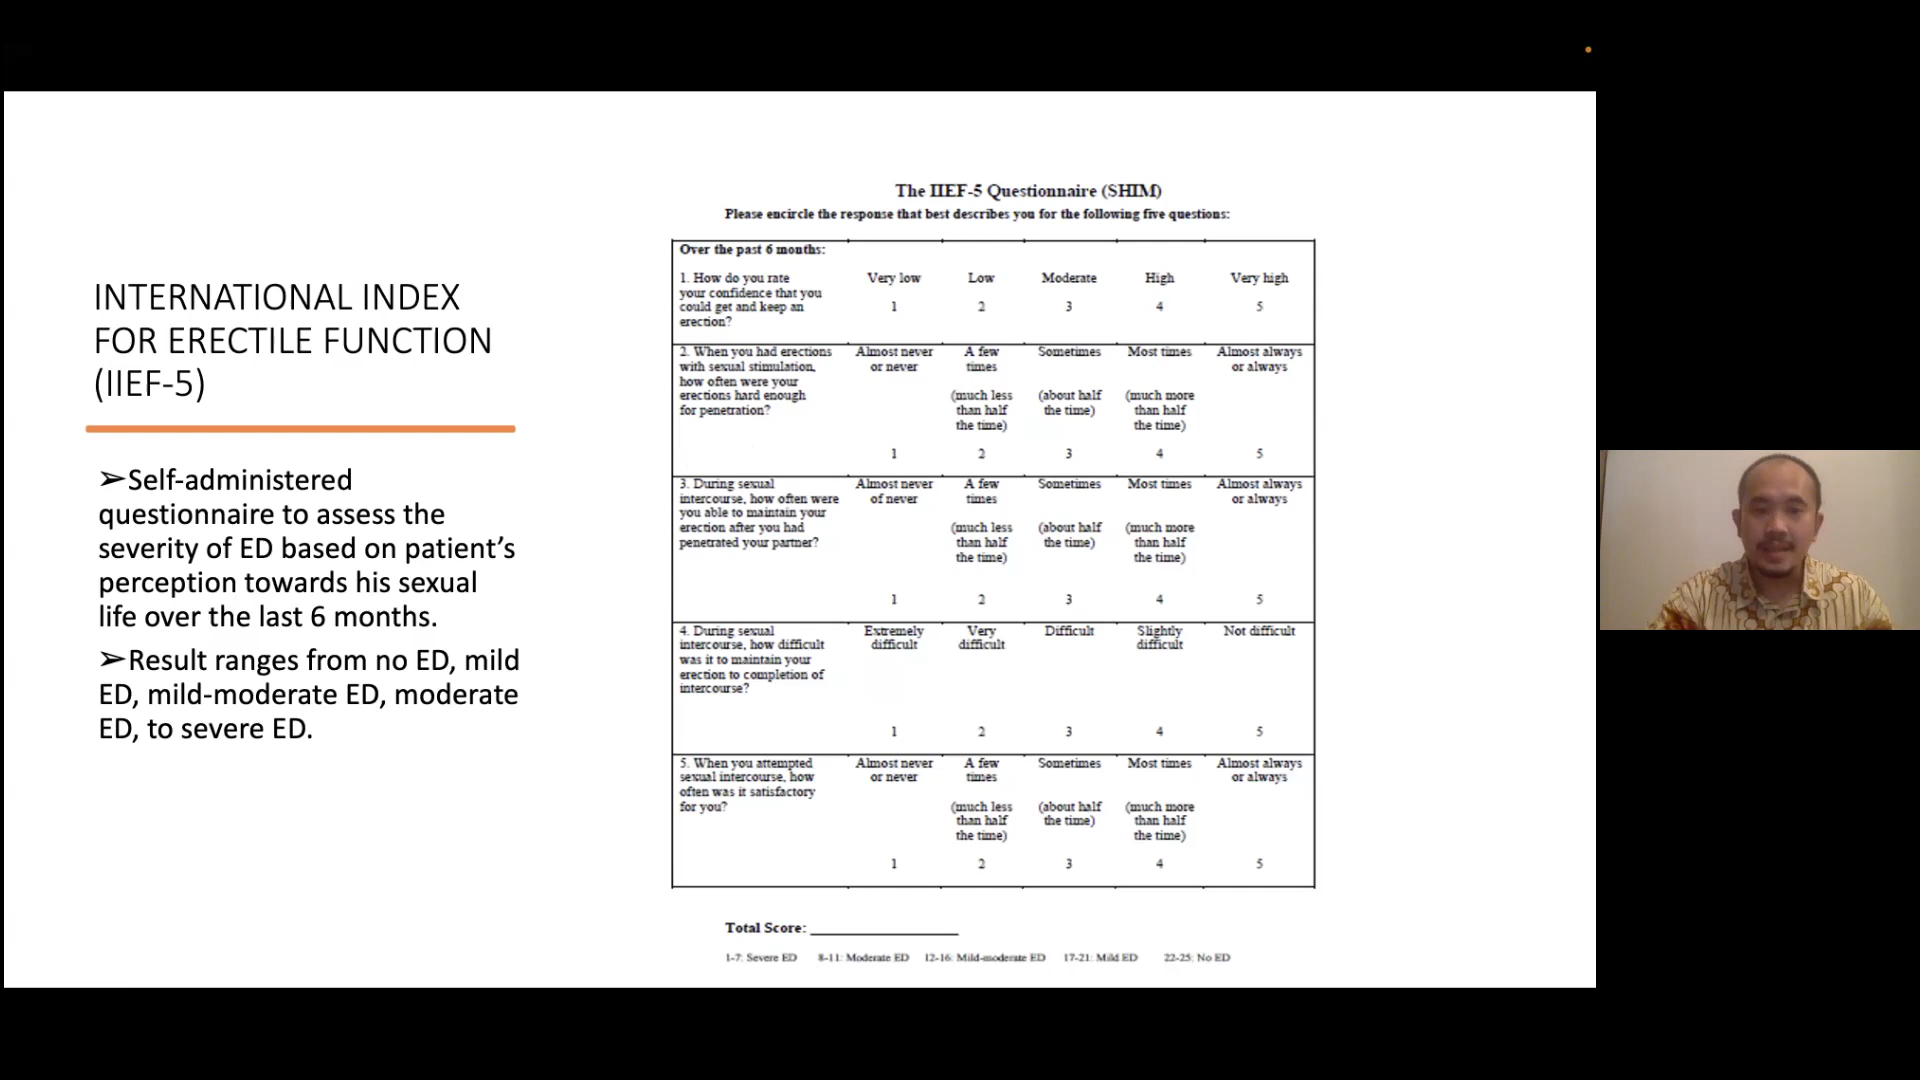 INTERNATIONAL INDEX
FOR ERECTILE FUNCTION
(IIEF-5)
➢Self-administered
questionnaire to assess the
severity of ED based on patient’s
perception towards his sexual
life over the last 6 months.
➢Result ranges from no ED, mild
ED, mild-moderate ED, moderate
ED, to severe ED.
The IIEF-5 Questionnaire (SHIM)
Please encircle the response that best describes you for the following five questions:
Over the past 6 months:
1. How do you rate
your confidence that you
could get and keep an
erection?
Very low
1
Low
2
Moderate
3
High
4
Very high
5
2. When you had erections
with sexual stimulation,
how often were your
erections hard enough
for penetration?
Almost never
or never
1
A few
times
(much less
than half
the time)
2
Sometimes
(about half
the time)
3
Most times
(much more
than half
the time)
4
Almost always
or always
5
3. During sexual
intercourse, how often were
you able to maintain your
erection after you had
penetrated your partner?
Almost never
of never
1
A few
times
(much less
than half
the time)
2
Sometimes
(about half
the time)
3
Most times
(much more
than half
the time)
4
Almost always
or always
5
4. During sexual
intercourse, how difficult
was it to maintain your
erection to completion of
intercourse?
Extremely
difficult
1
Very
difficult
2
Difficult
3
Slightly
difficult
4
Not difficult
5
5. When you attempted
sexual intercourse, how
often was it satisfactory
for you?
Almost never
or never
1
A few
times
(much less
than half
the time)
2
Sometimes
(about half
the time)
3
Most times
(much more
than half
the time)
4
Almost always
or always
5
Total Score:
1-7: Severe ED 8-11: Moderate ED 12-16: Mild-moderate ED 17-21: Mild ED 22-25: No ED